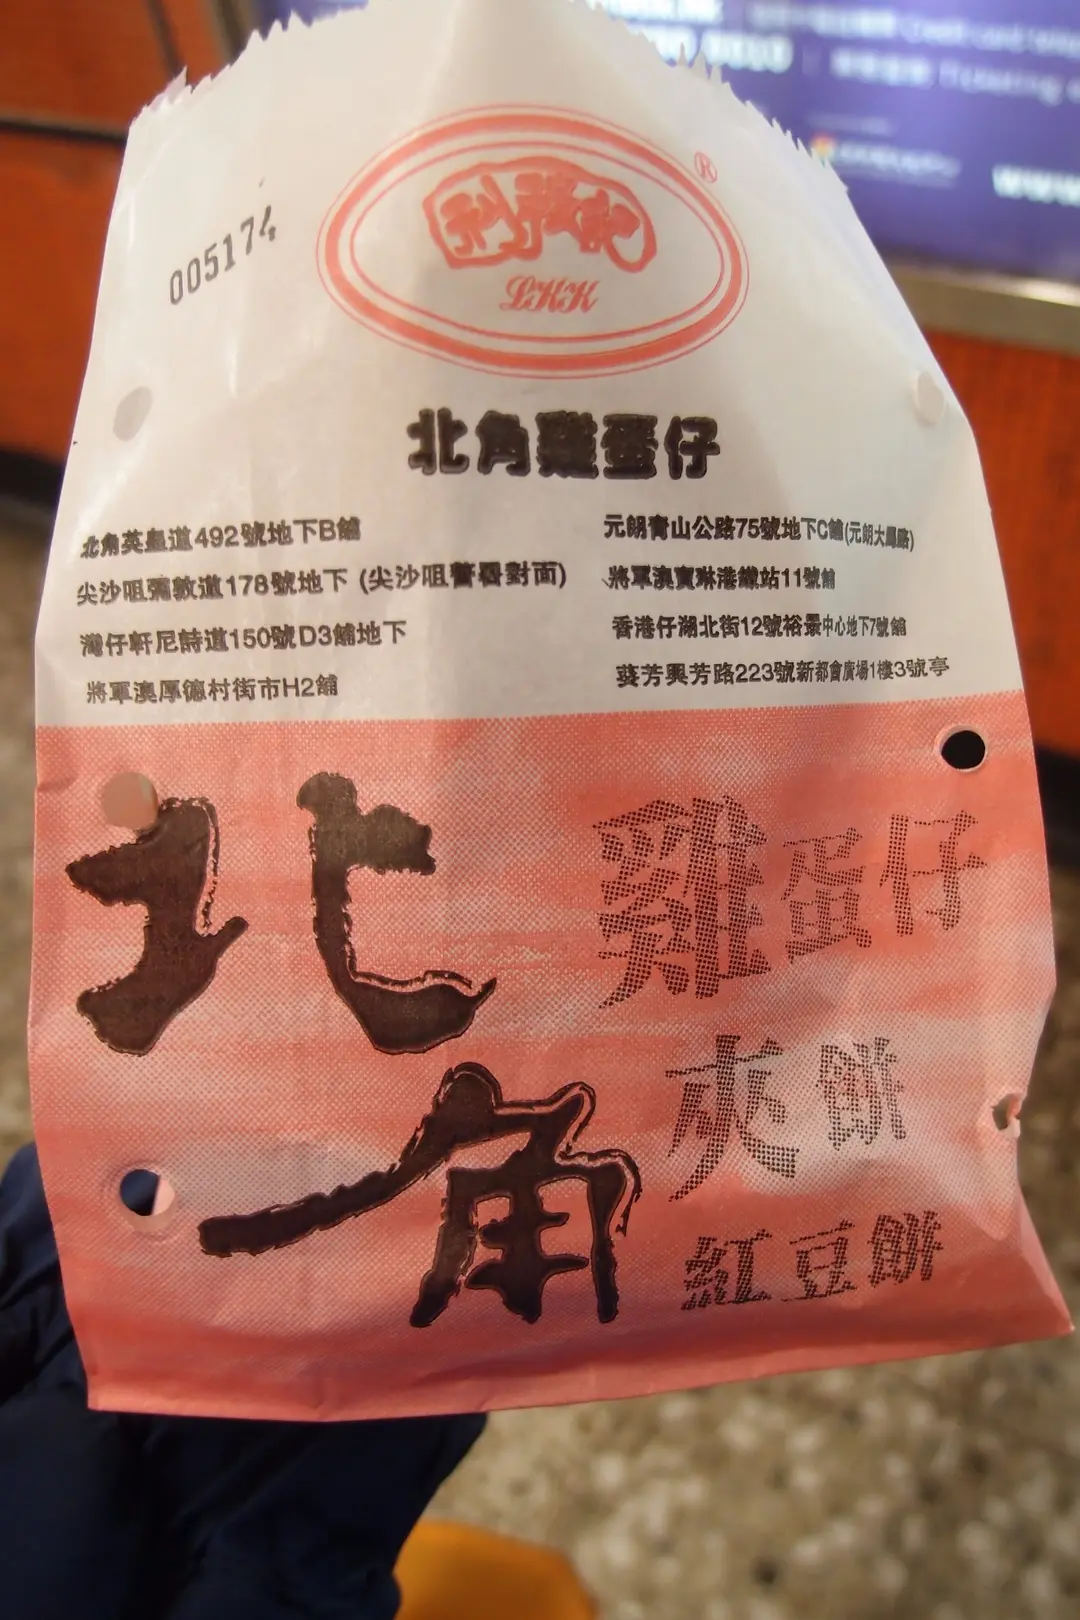 005174
利強記
LKK
®
北角雞蛋仔
北角英皇道492號地下B舖
尖沙咀彌敦道178號地下 (尖沙咀警署對面)
灣仔軒尼詩道150號D3舖地下
將軍澳厚德村街市H2舖
元朗青山公路75號地下C舖(元朗大馬路)
將軍澳寶琳港鐵站11號舖
香港仔湖北街12號裕景中心地下7號舖
葵芳興芳路223號新都會廣場1樓3號亭
北角
雞蛋仔
夾餅
紅豆餅
Ticketing
www